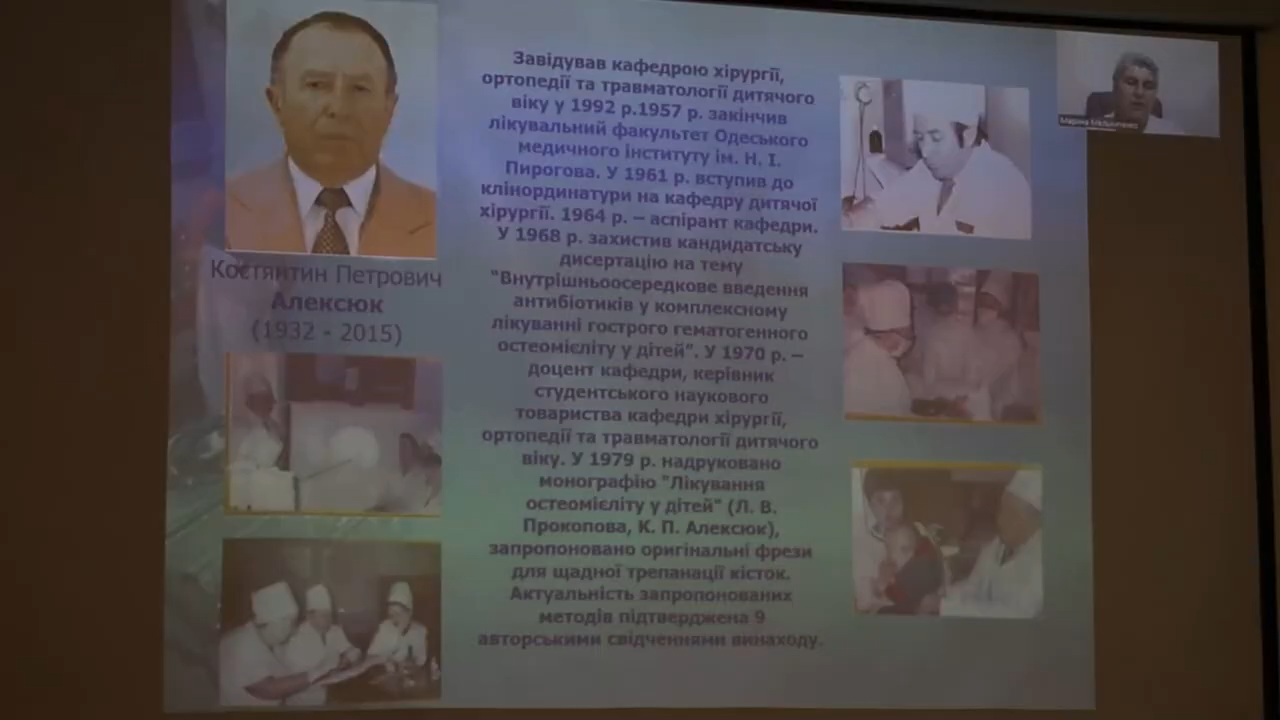 Костянтин Петрович
Алексюк
(1932 - 2015)
Завідував кафедрою хірургії,
ортопедії та травматології дитячого
віку у 1992 р.1957 р. закінчив
лікувальний факультет Одеського
медичного інституту ім. Н. І.
Пирогова. У 1961 р. вступив до
клінординатури на кафедру дитячої
хірургії. 1964 р. – аспірант кафедри.
У 1968 р. захистив кандидатську
дисертацію на тему
"Внутрішньоосередкове введення
антибіотиків у комплексному
лікуванні гострого гематогенного
остеомієліту у дітей". У 1970 р. –
доцент кафедри, керівник
студентського наукового
товариства кафедри хірургії,
ортопедії та травматології дитячого
віку. У 1979 р. надруковано
монографію "Лікування
остеомієліту у дітей" (Л. В.
Прокопова, К. П. Алексюк),
запропоновано оригінальні фрези
для щадної трепанації кісток.
Актуальність запропонованих
методів підтверджена 9
авторськими свідченнями винаходу.